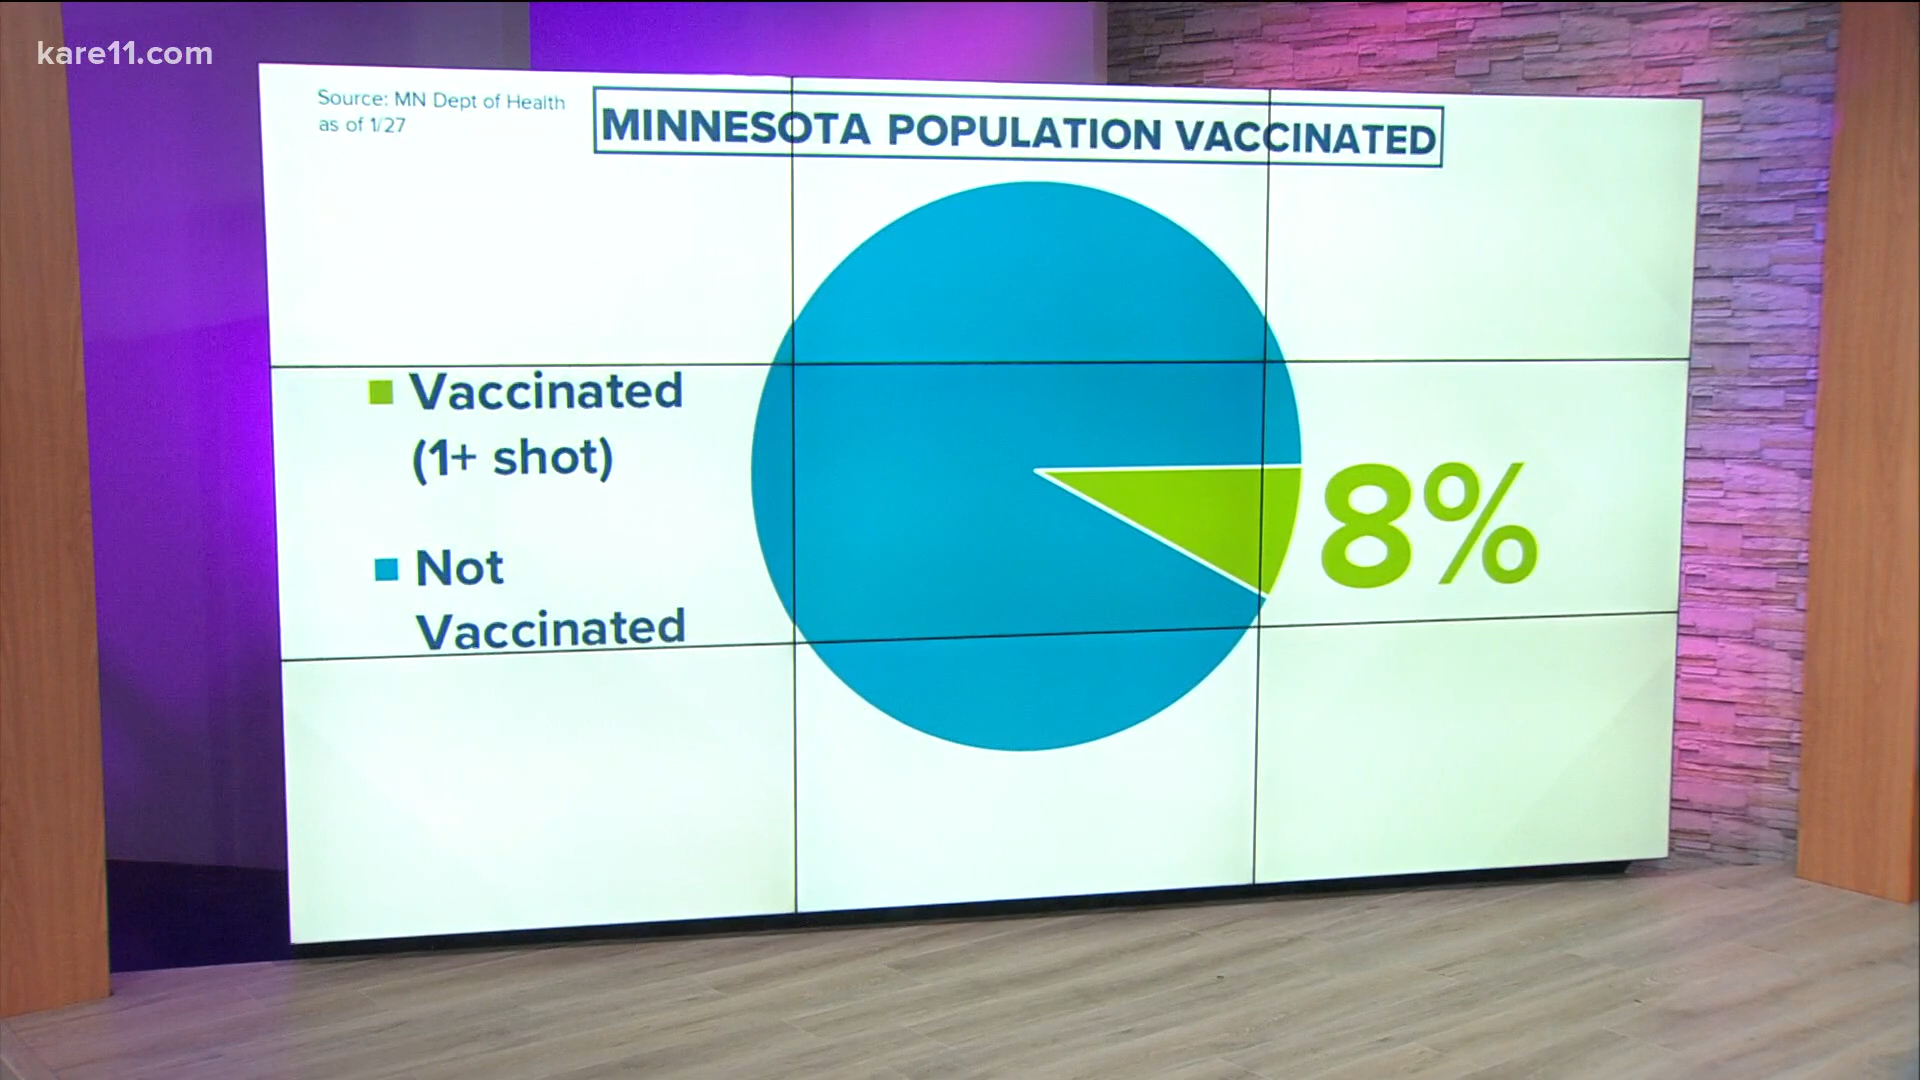 kare11.com
Source: MN Dept of Health
as of 1/27
MINNESOTA POPULATION VACCINATED
Vaccinated
(1+ shot)
Not
Vaccinated
8%